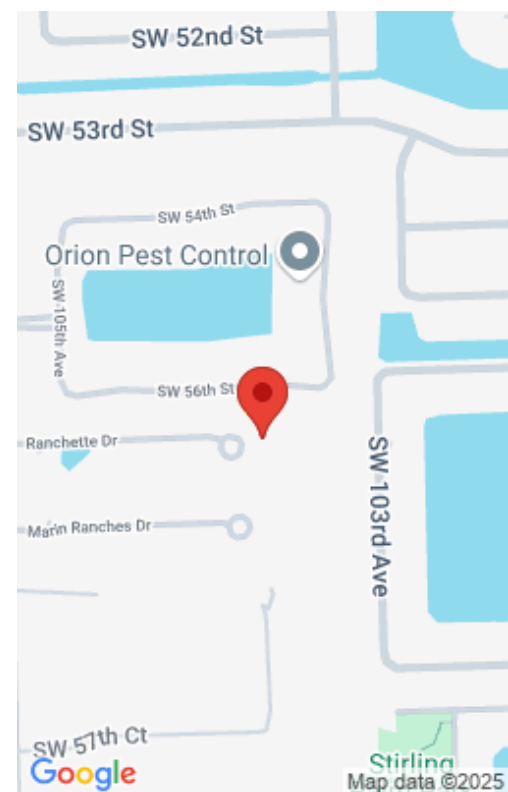 SW 52nd St
SW 53rd St
SW 54th St
Orion Pest Control
SW 105th Ave
SW 56th St
Ranchette Dr
SW 103rd Ave
Marin Ranches Dr
SW 57th Ct
Stirling
Google
Map data ©2025